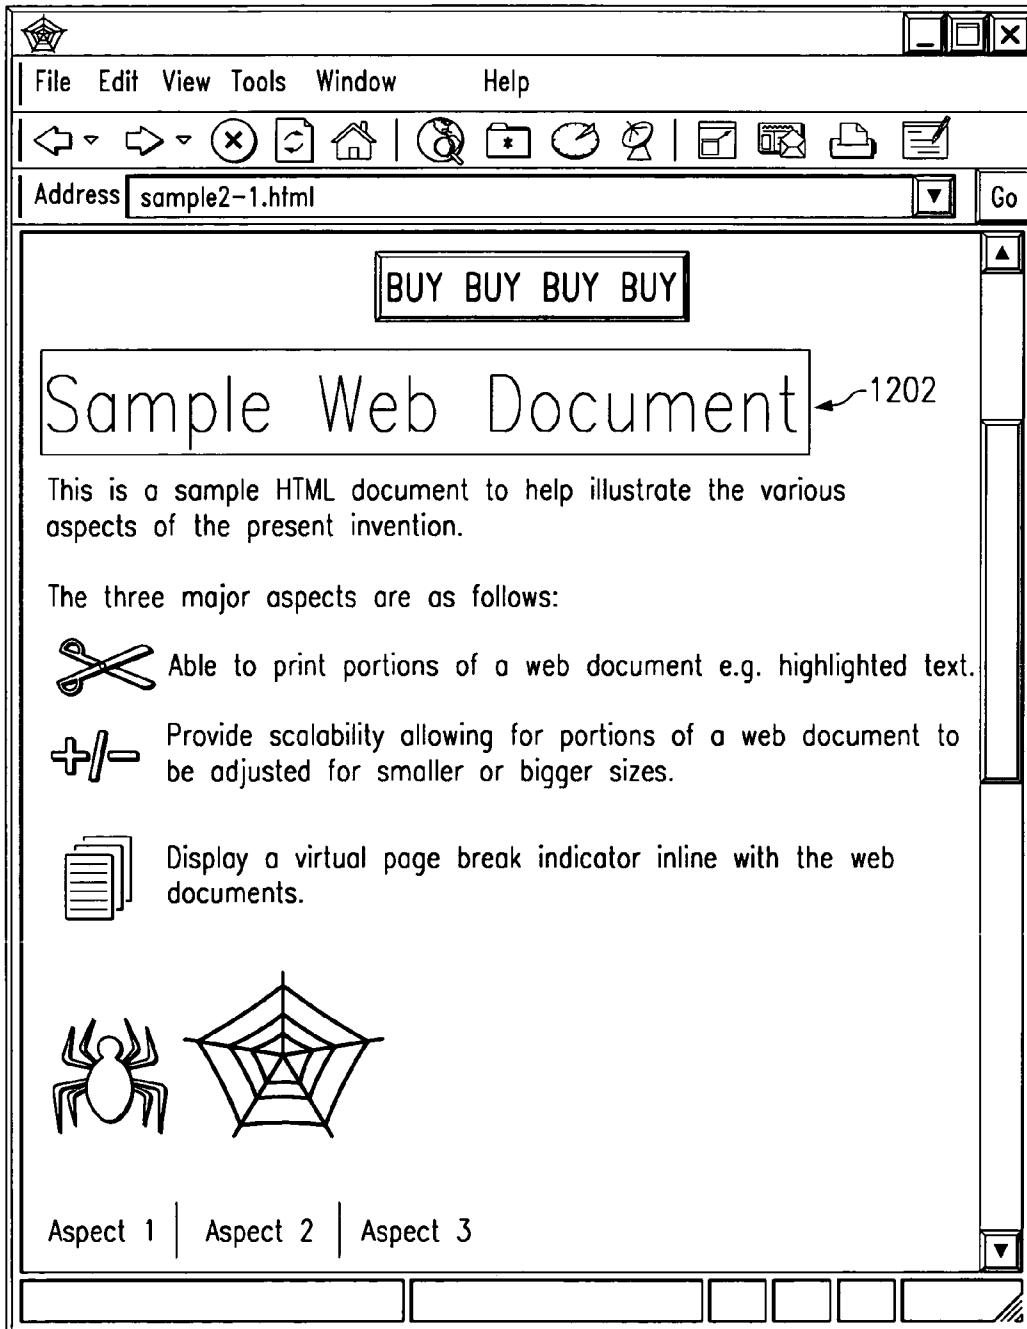 File Edit View Tools Window Help
Address sample2-1.html Go
BUY BUY BUY BUY
Sample Web Document
1202
This is a sample HTML document to help illustrate the various
aspects of the present invention.
The three major aspects are as follows:
Able to print portions of a web document e.g. highlighted text.
+/-
Provide scalability allowing for portions of a web document to
be adjusted for smaller or bigger sizes.
Display a virtual page break indicator inline with the web
documents.
Aspect 1 | Aspect 2 | Aspect 3